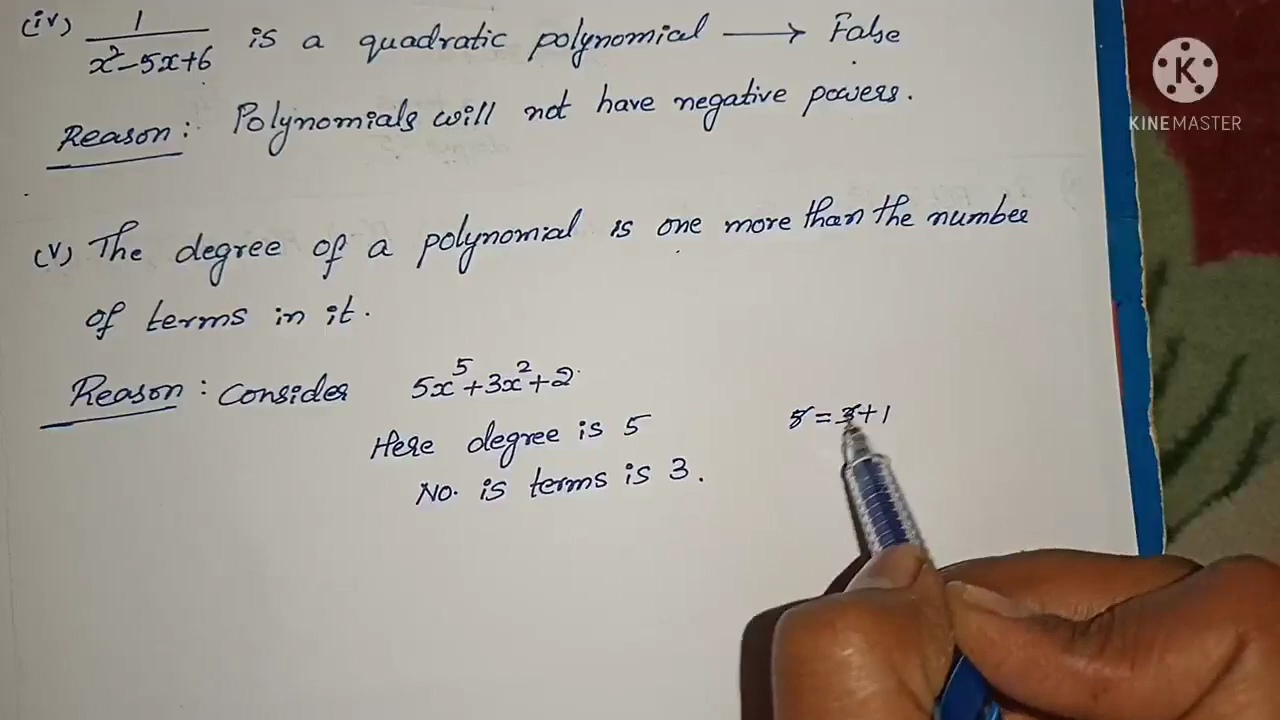 (iv) 1/(x²-5x+6) is a quadratic polynomial → False
Reason: Polynomials will not have negative powers.
(v) The degree of a polynomial is one more than the number
of terms in it.
Reason: Consider 5x⁵+3x²+2
Here degree is 5
5=3+1
No. is terms is 3.
K
KINEMASTER